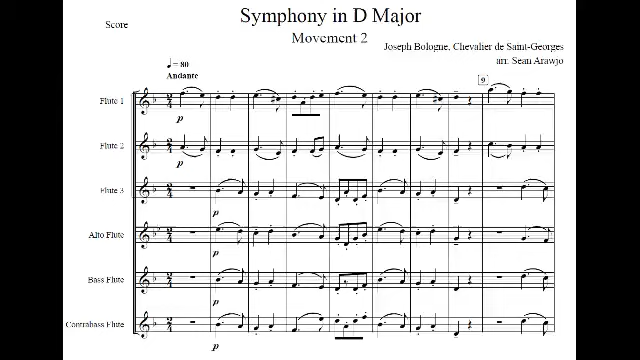 Symphony in D Major
Score
Movement 2
Joseph Bologne, Chevalier de Saint-Georges
arr. Sean Arawjo
= 80
Andante
9
Flute 1
p
Flute 2
p
Flute 3
p
Alto Flute
p
Bass Flute
p
Contrabass Flute
p